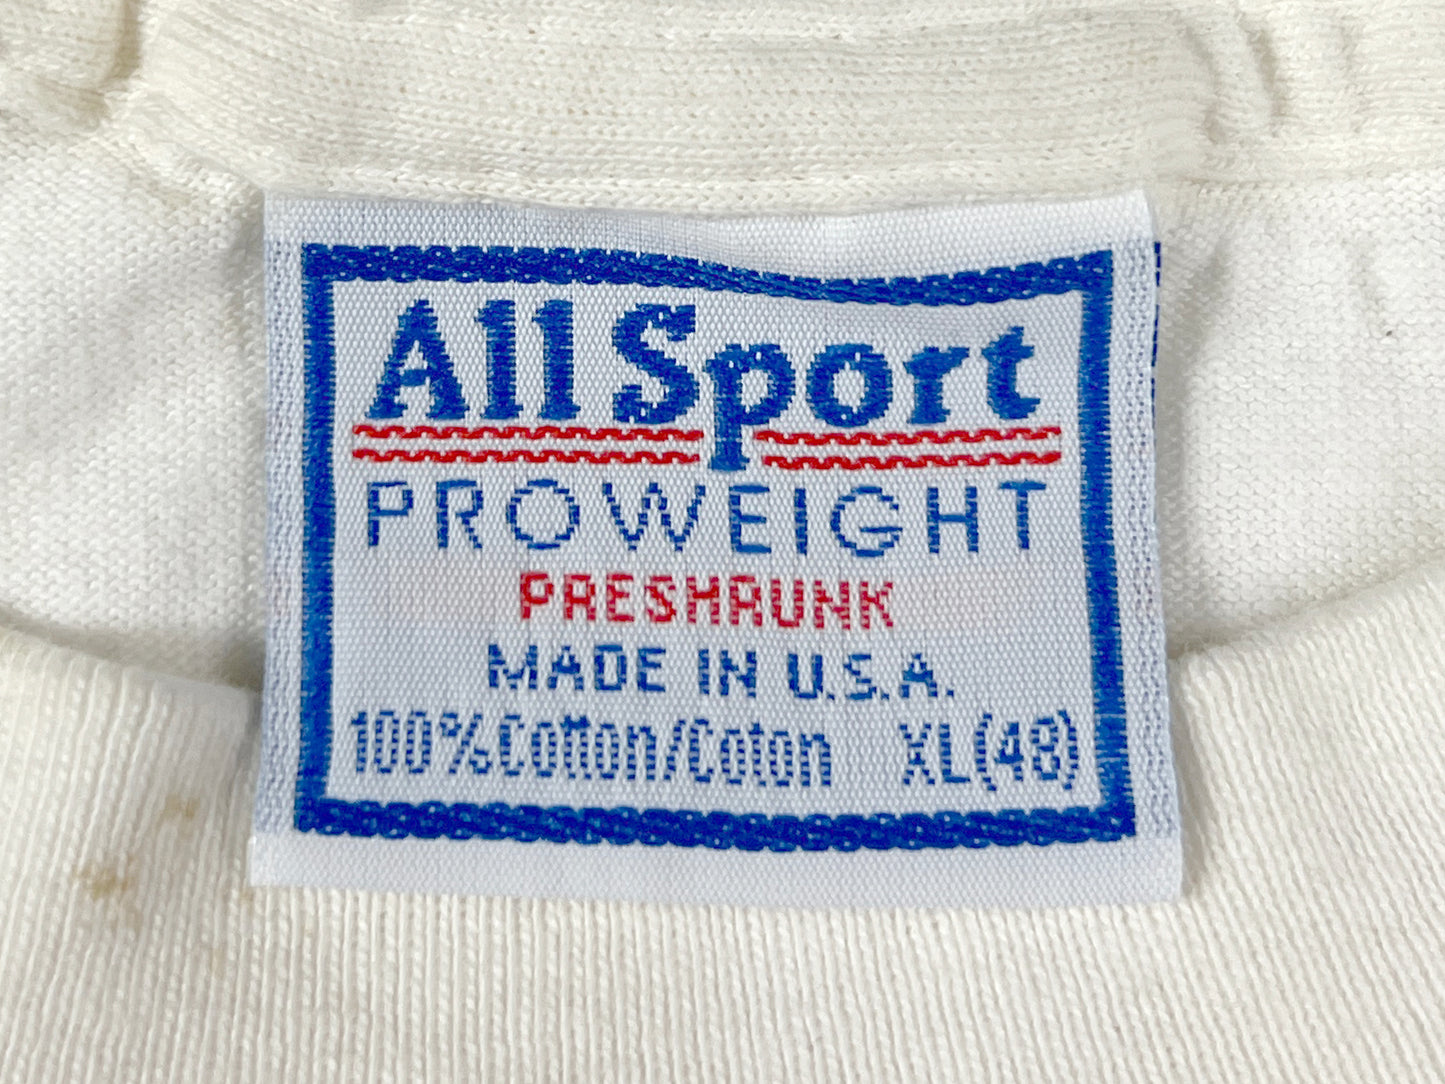 All Sport
PROWEIGHT
PRESHRUNK
MADE IN U.S.A.
100% Cotton/Coton XL(48)